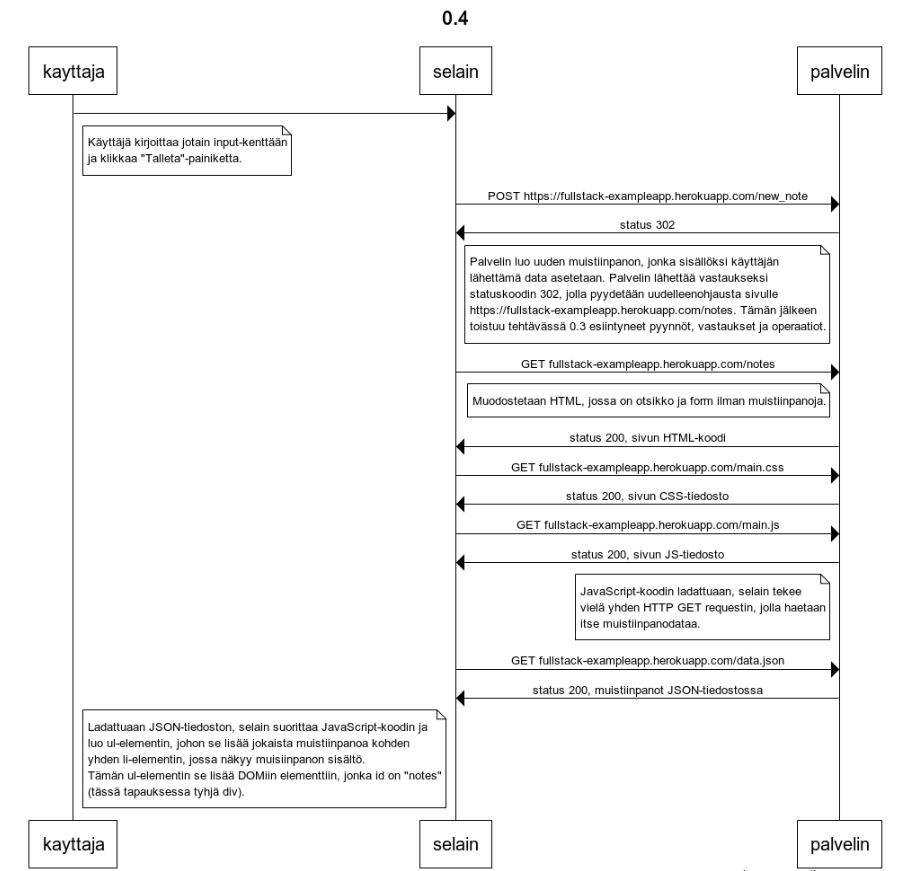 0.4
kayttaja
selain
palvelin
Käyttäjä kirjoittaa jotain input-kenttään
ja klikkaa "Talleta"-painiketta.
POST https://fullstack-exampleapp.herokuapp.com/new_note
status 302
Palvelin luo uuden muistiinpanon, jonka sisällöksi käyttäjän
lähettämä data asetetaan. Palvelin lähettää vastaukseksi
statuskoodin 302, jolla pyydetään uudelleenohjausta sivulle
https://fullstack-exampleapp.herokuapp.com/notes. Tämän jälkeen
toistuu tehtävässä 0.3 esiintyneet pyynnöt, vastaukset ja operaatiot.
GET fullstack-exampleapp.herokuapp.com/notes
Muodostetaan HTML, jossa on otsikko ja form ilman muistiinpanoja.
status 200, sivun HTML-koodi
GET fullstack-exampleapp.herokuapp.com/main.css
status 200, sivun CSS-tiedosto
GET fullstack-exampleapp.herokuapp.com/main.js
status 200, sivun JS-tiedosto
JavaScript-koodin ladattuaan, selain tekee
vielä yhden HTTP GET requestin, jolla haetaan
itse muistiinpanodataa.
GET fullstack-exampleapp.herokuapp.com/data.json
status 200, muistiinpanot JSON-tiedostossa
Ladattuaan JSON-tiedoston, selain suorittaa JavaScript-koodin ja
luo ul-elementin, johon se lisää jokaista muistiinpanoa kohden
yhden li-elementin, jossa näkyy muisiinpanon sisältö.
Tämän ul-elementin se lisää DOMiin elementtiin, jonka id on "notes"
(tässä tapauksessa tyhjä div).
kayttaja
selain
palvelin